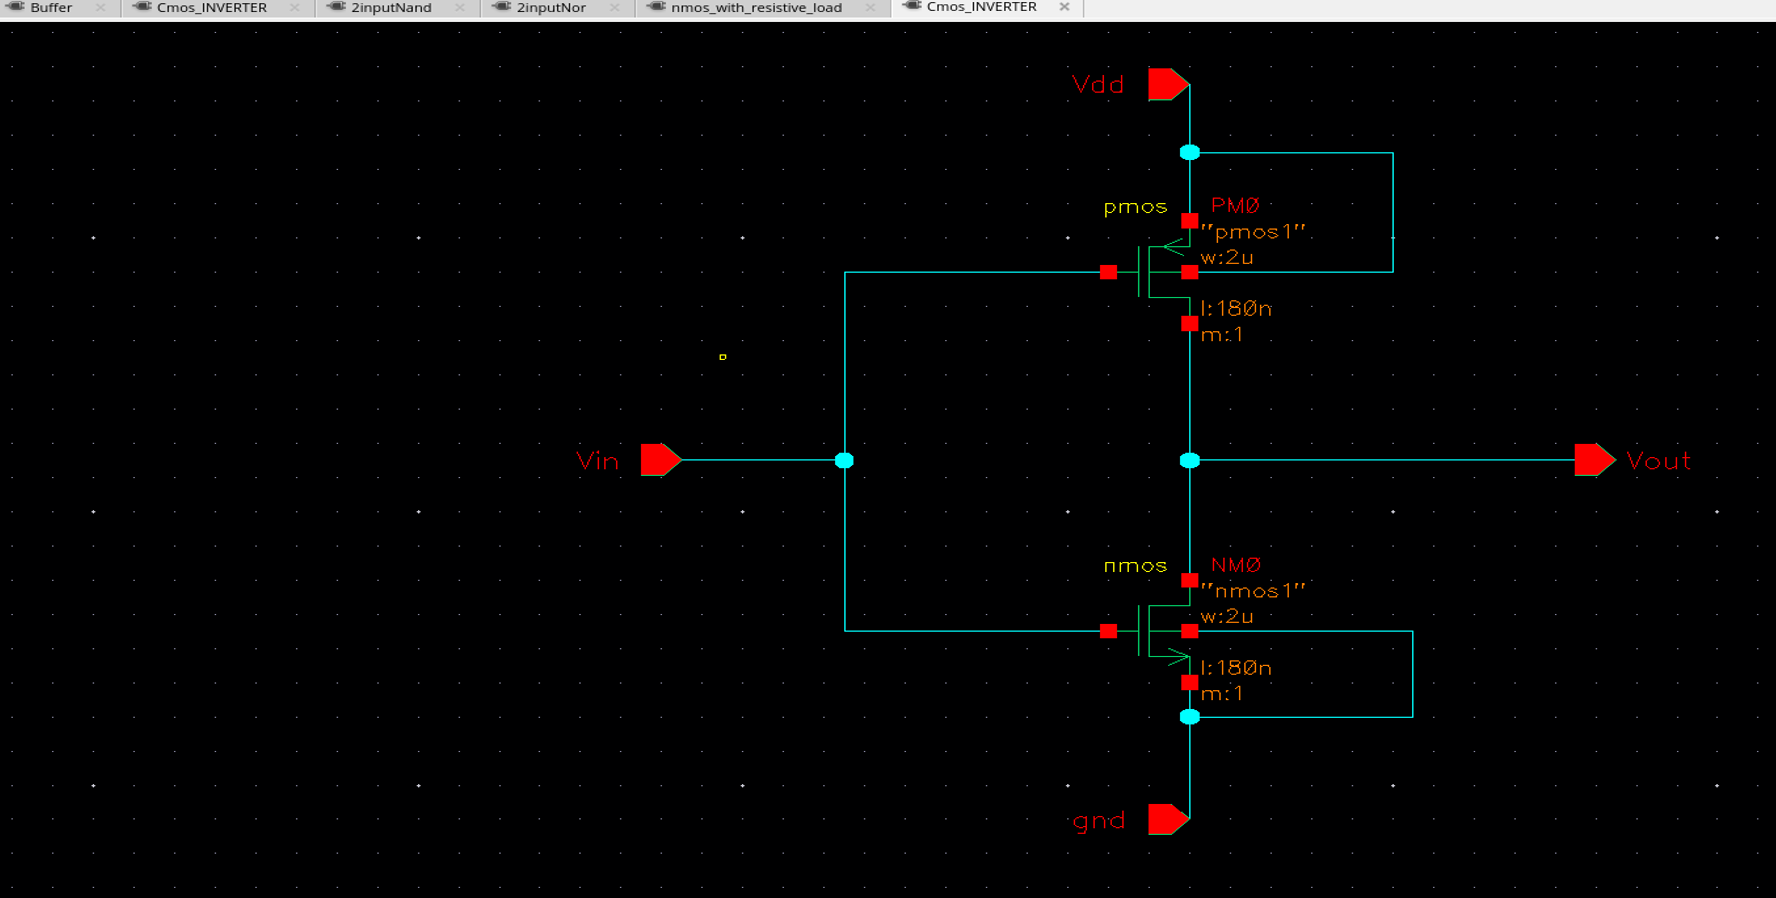 Buffer
Cmos_INVERTER
2inputNand
2inputNor
nmos_with_resistive_load
Cmos_INVERTER
Vdd
pmos
PM0
"pmos1"
w:2u
l:180n
m:1
Vin
Vout
nmos
NM0
"nmos1"
w:2u
l:180n
m:1
gnd